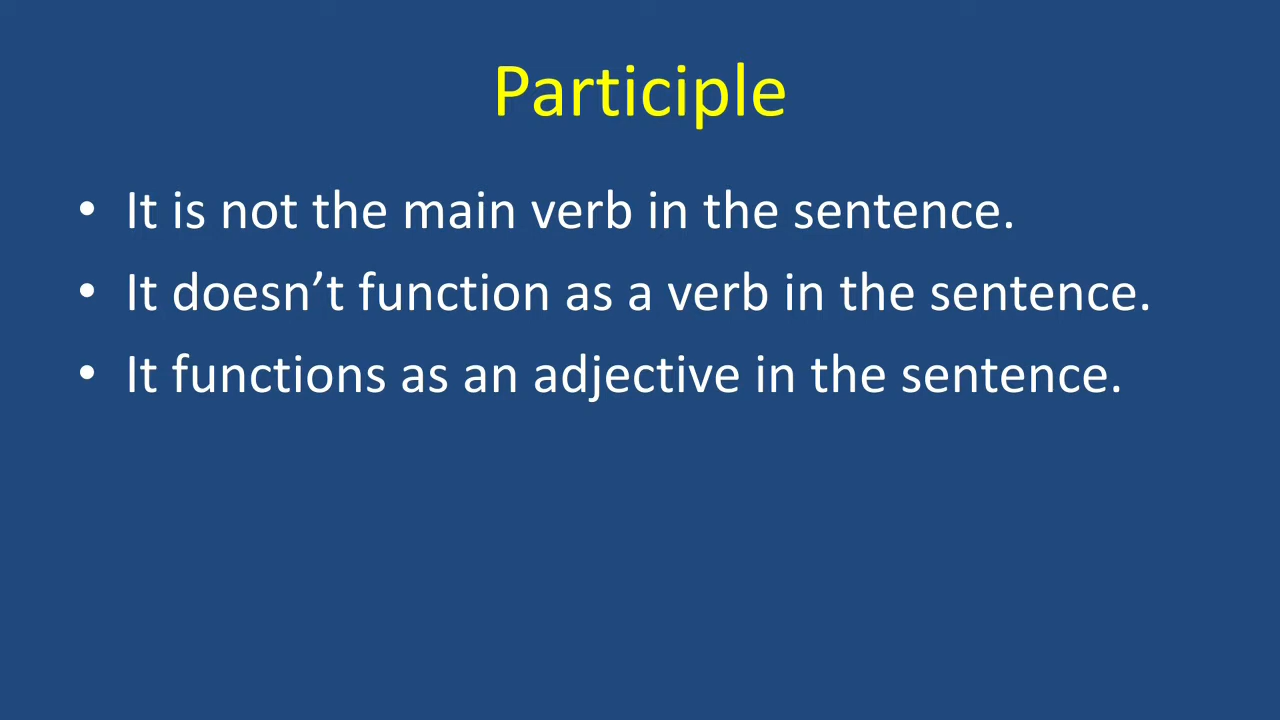 Participle
• It is not the main verb in the sentence.
• It doesn’t function as a verb in the sentence.
• It functions as an adjective in the sentence.